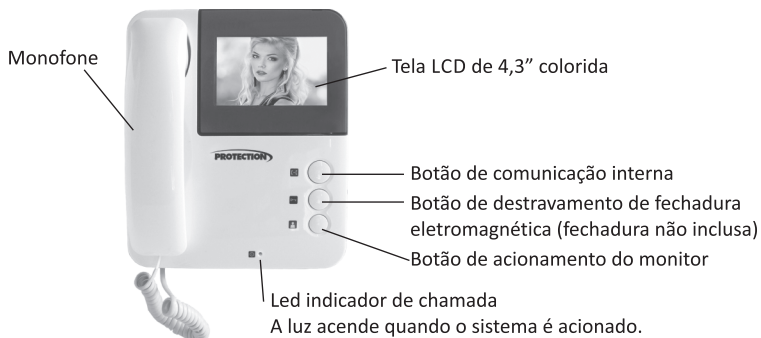 Monofone
Tela LCD de 4,3” colorida
PROTECTION
Botão de comunicação interna
Botão de destravamento de fechadura
eletromagnética (fechadura não inclusa)
Botão de acionamento do monitor
Led indicador de chamada
A luz acende quando o sistema é acionado.